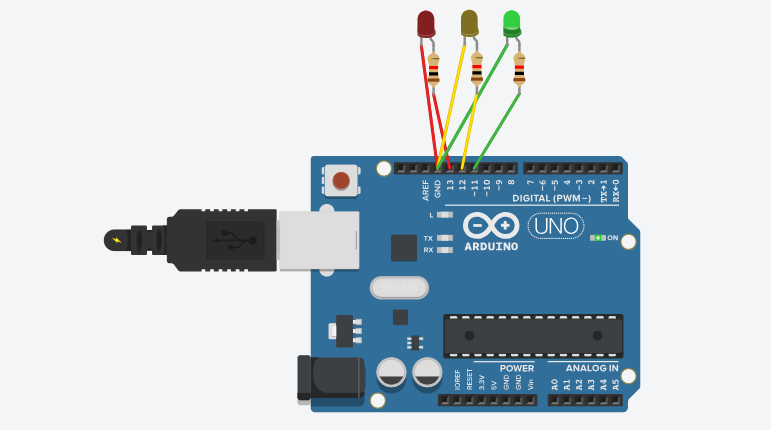 AREF
GND
13
12
~11
~10
~9
8
7
~6
~5
4
~3
2
TX→1
RX←0
DIGITAL (PWM~)
L
TX
RX
ARDUINO
UNO
ON
POWER
ANALOG IN
IOREF
RESET
3.3V
5V
GND
GND
Vin
A0
A1
A2
A3
A4
A5